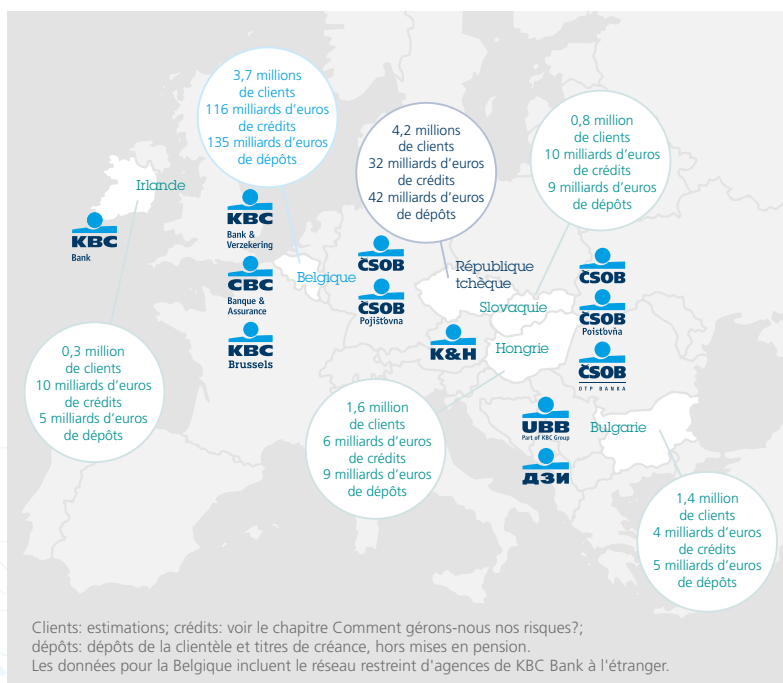 3,7 millions
de clients
116 milliards d'euros
de crédits
135 milliards d'euros
de dépôts
4,2 millions
de clients
32 milliards d'euros
de crédits
42 milliards d'euros
de dépôts
0,8 million
de clients
10 milliards d'euros
de crédits
9 milliards d'euros
de dépôts
Irlande
KBC
Bank
KBC
Bank &
Verzekering
CBC
Banque &
Assurance
KBC
Brussels
Belgique
ČSOB
ČSOB
Pojišťovna
République
tchèque
Slovaquie
Hongrie
K&H
ČSOB
ČSOB
Poisťovňa
ČSOB
OTP BANKA
0,3 million
de clients
10 milliards d'euros
de crédits
5 milliards d'euros
de dépôts
1,6 million
de clients
6 milliards d'euros
de crédits
9 milliards d'euros
de dépôts
UBB
Part of KBC Group
ДЗИ
Bulgarie
1,4 million
de clients
4 milliards d'euros
de crédits
5 milliards d'euros
de dépôts
Clients: estimations; crédits: voir le chapitre Comment gérons-nous nos risques?;
dépôts: dépôts de la clientèle et titres de créance, hors mises en pension.
Les données pour la Belgique incluent le réseau restreint d'agences de KBC Bank à l'étranger.